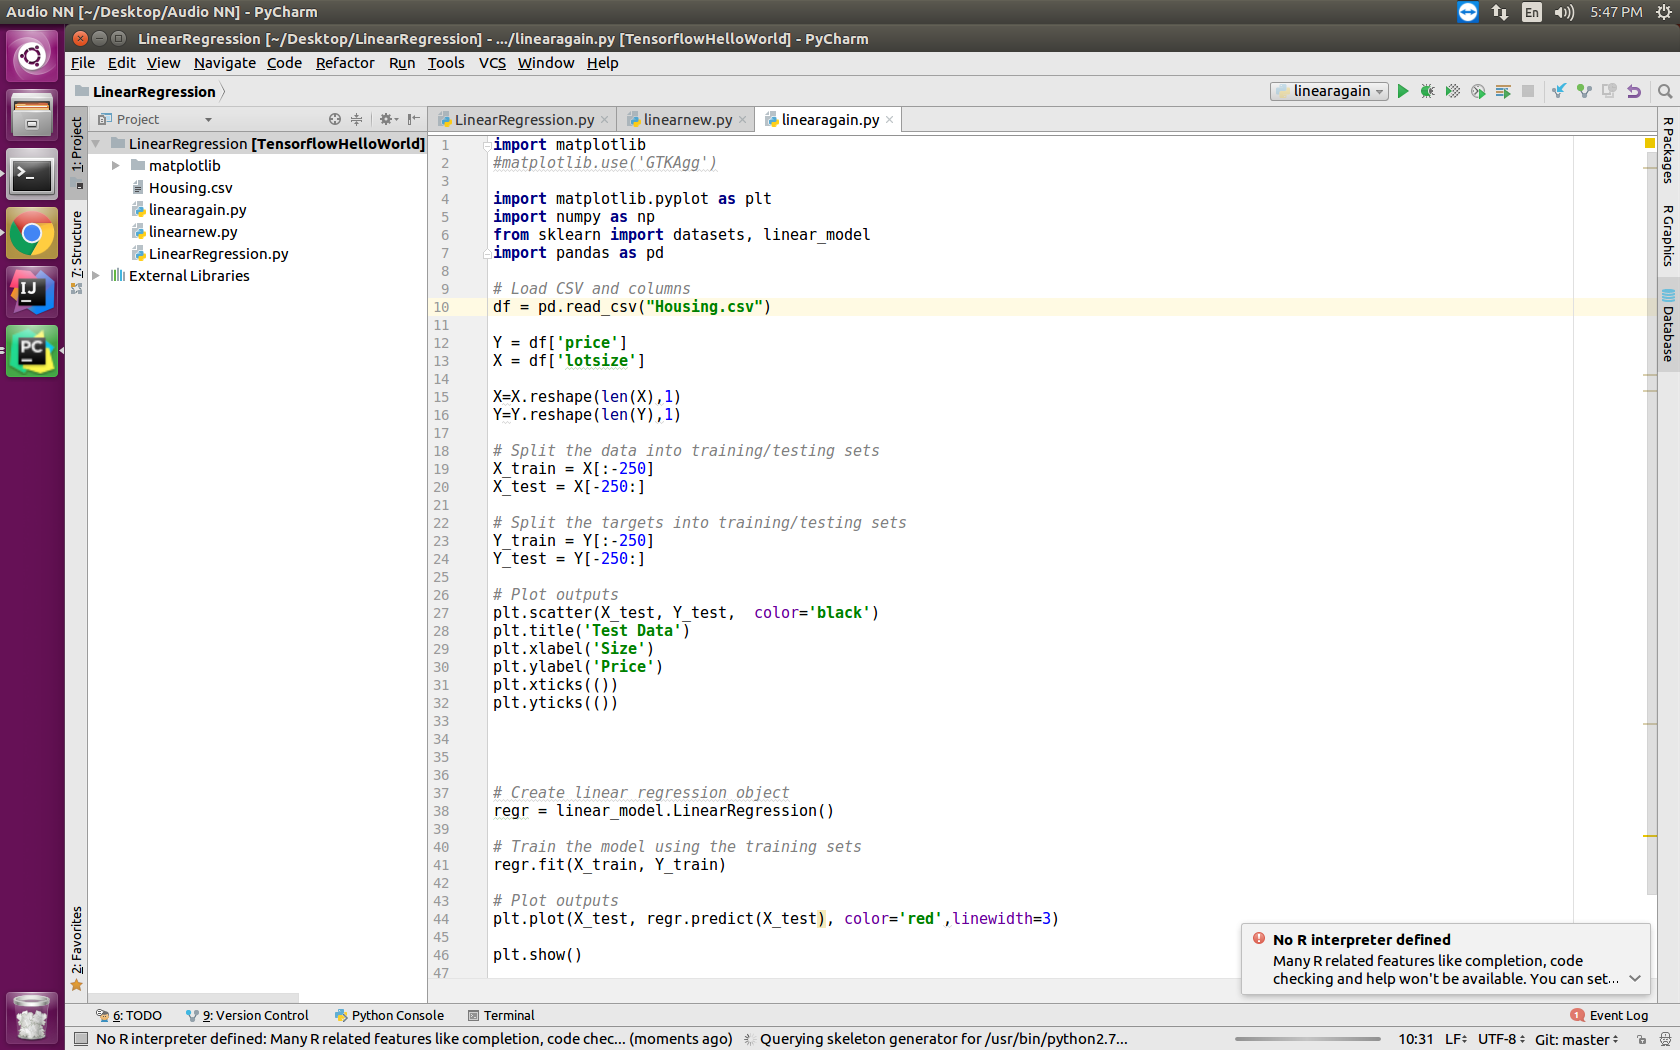 Audio NN [~/Desktop/Audio NN] - PyCharm
En
5:47 PM
LinearRegression [~/Desktop/LinearRegression] - .../linearagain.py [TensorflowHelloWorld] - PyCharm
File Edit View Navigate Code Refactor Run Tools VCS Window Help
LinearRegression
linearagain
Project
LinearRegression.py
linearnew.py
linearagain.py
1: Project
7: Structure
2: Favorites
LinearRegression [TensorflowHelloWorld]
matplotlib
Housing.csv
linearagain.py
linearnew.py
LinearRegression.py
External Libraries
IJ
PC
1 import matplotlib
2 #matplotlib.use('GTKAgg')
3
4 import matplotlib.pyplot as plt
5 import numpy as np
6 from sklearn import datasets, linear_model
7 import pandas as pd
8
9 # Load CSV and columns
10 df = pd.read_csv("Housing.csv")
11
12 Y = df['price']
13 X = df['lotsize']
14
15 X=X.reshape(len(X),1)
16 Y=Y.reshape(len(Y),1)
17
18 # Split the data into training/testing sets
19 X_train = X[:-250]
20 X_test = X[-250:]
21
22 # Split the targets into training/testing sets
23 Y_train = Y[:-250]
24 Y_test = Y[-250:]
25
26 # Plot outputs
27 plt.scatter(X_test, Y_test,  color='black')
28 plt.title('Test Data')
29 plt.xlabel('Size')
30 plt.ylabel('Price')
31 plt.xticks(())
32 plt.yticks(())
33
34
35
36
37 # Create linear regression object
38 regr = linear_model.LinearRegression()
39
40 # Train the model using the training sets
41 regr.fit(X_train, Y_train)
42
43 # Plot outputs
44 plt.plot(X_test, regr.predict(X_test), color='red',linewidth=3)
45
46 plt.show()
47
R Packages
R Graphics
Database
No R interpreter defined
Many R related features like completion, code
checking and help won't be available. You can set...
6: TODO
9: Version Control
Python Console
Terminal
1 Event Log
No R interpreter defined: Many R related features like completion, code chec... (moments ago)
Querying skeleton generator for /usr/bin/python2.7...
10:31 LF UTF-8 Git: master